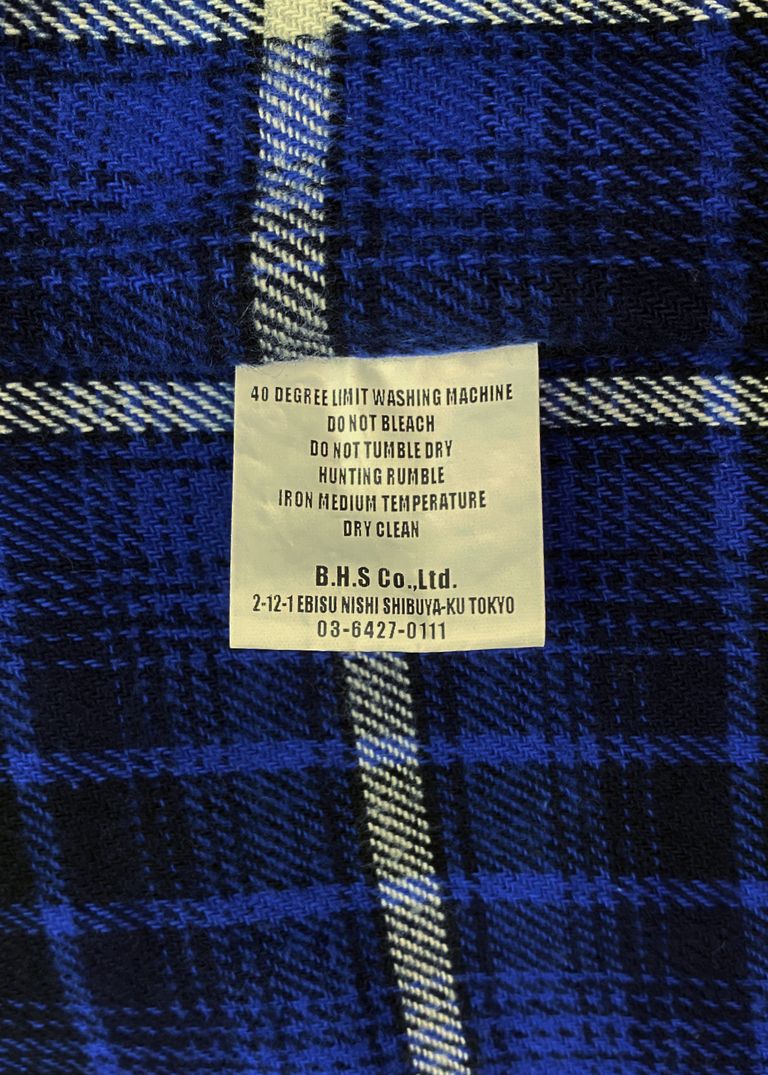 40 DEGREE LIMIT WASHING MACHINE
DO NOT BLEACH
DO NOT TUMBLE DRY
HUNTING RUMBLE
IRON MEDIUM TEMPERATURE
DRY CLEAN
B.H.S Co.,Ltd.
2-12-1 EBISU NISHI SHIBUYA-KU TOKYO
03-6427-0111